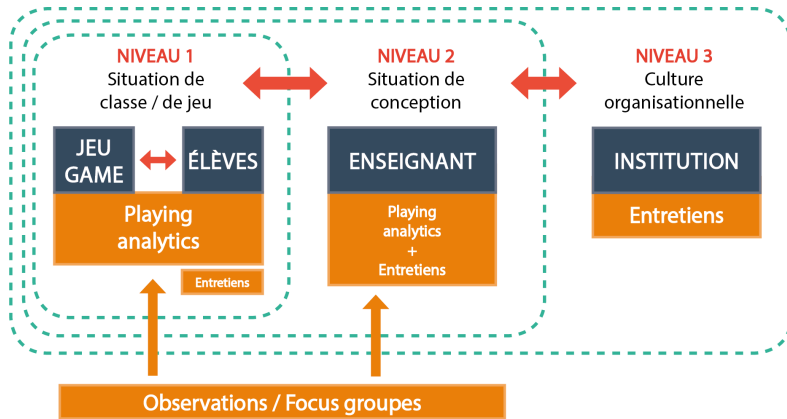 NIVEAU 1
Situation de
classe / de jeu
JEU
GAME
ÉLÈVES
Playing
analytics
Entretiens
NIVEAU 2
Situation de
conception
ENSEIGNANT
Playing
analytics
+
Entretiens
NIVEAU 3
Culture
organisationnelle
INSTITUTION
Entretiens
Observations / Focus groupes